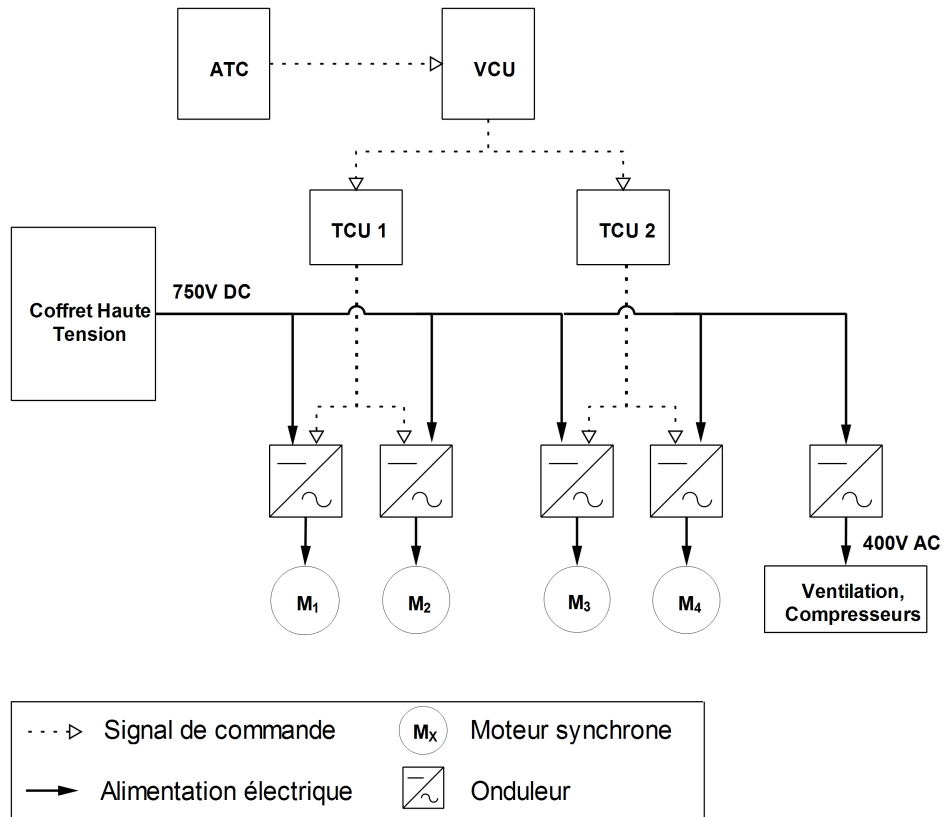 ATC
VCU
TCU 1
TCU 2
750V DC
Coffret Haute
Tension
400V AC
M1
M2
M3
M4
Ventilation,
Compresseurs
Signal de commande
MX
Moteur synchrone
Alimentation électrique
Onduleur